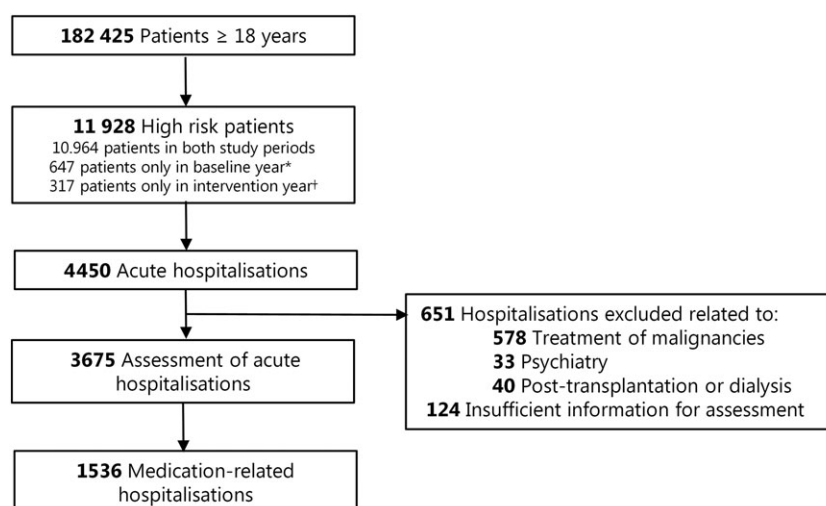 182 425 Patients ≥ 18 years
11 928 High risk patients
10.964 patients in both study periods
647 patients only in baseline year*
317 patients only in intervention year†
4450 Acute hospitalisations
651 Hospitalisations excluded related to:
578 Treatment of malignancies
33 Psychiatry
40 Post-transplantation or dialysis
124 Insufficient information for assessment
3675 Assessment of acute
hospitalisations
1536 Medication-related
hospitalisations